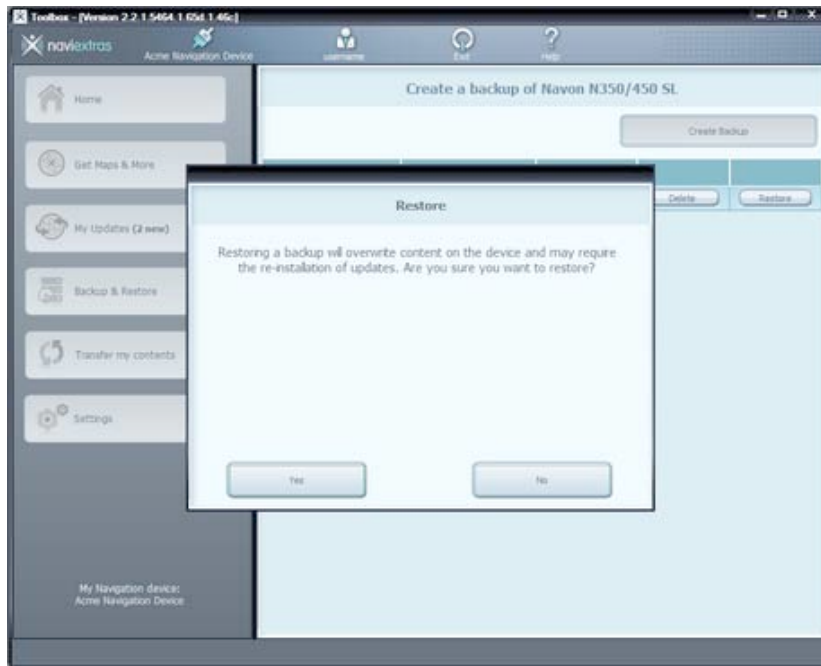 Toolbox - [Version 2.2.1.5464.1.65d.1.46c]
naviextras
Acme Navigation Device
username
Exit
Help
Home
Get Maps & More
My Updates (2 new)
Backup & Restore
Transfer my contents
Settings
My Navigation device:
Acme Navigation Device
Create a backup of Navon N350/450 SL
Create Backup
Delete
Restore
Restore
Restoring a backup will overwrite content on the device and may require
the re-installation of updates. Are you sure you want to restore?
Yes
No